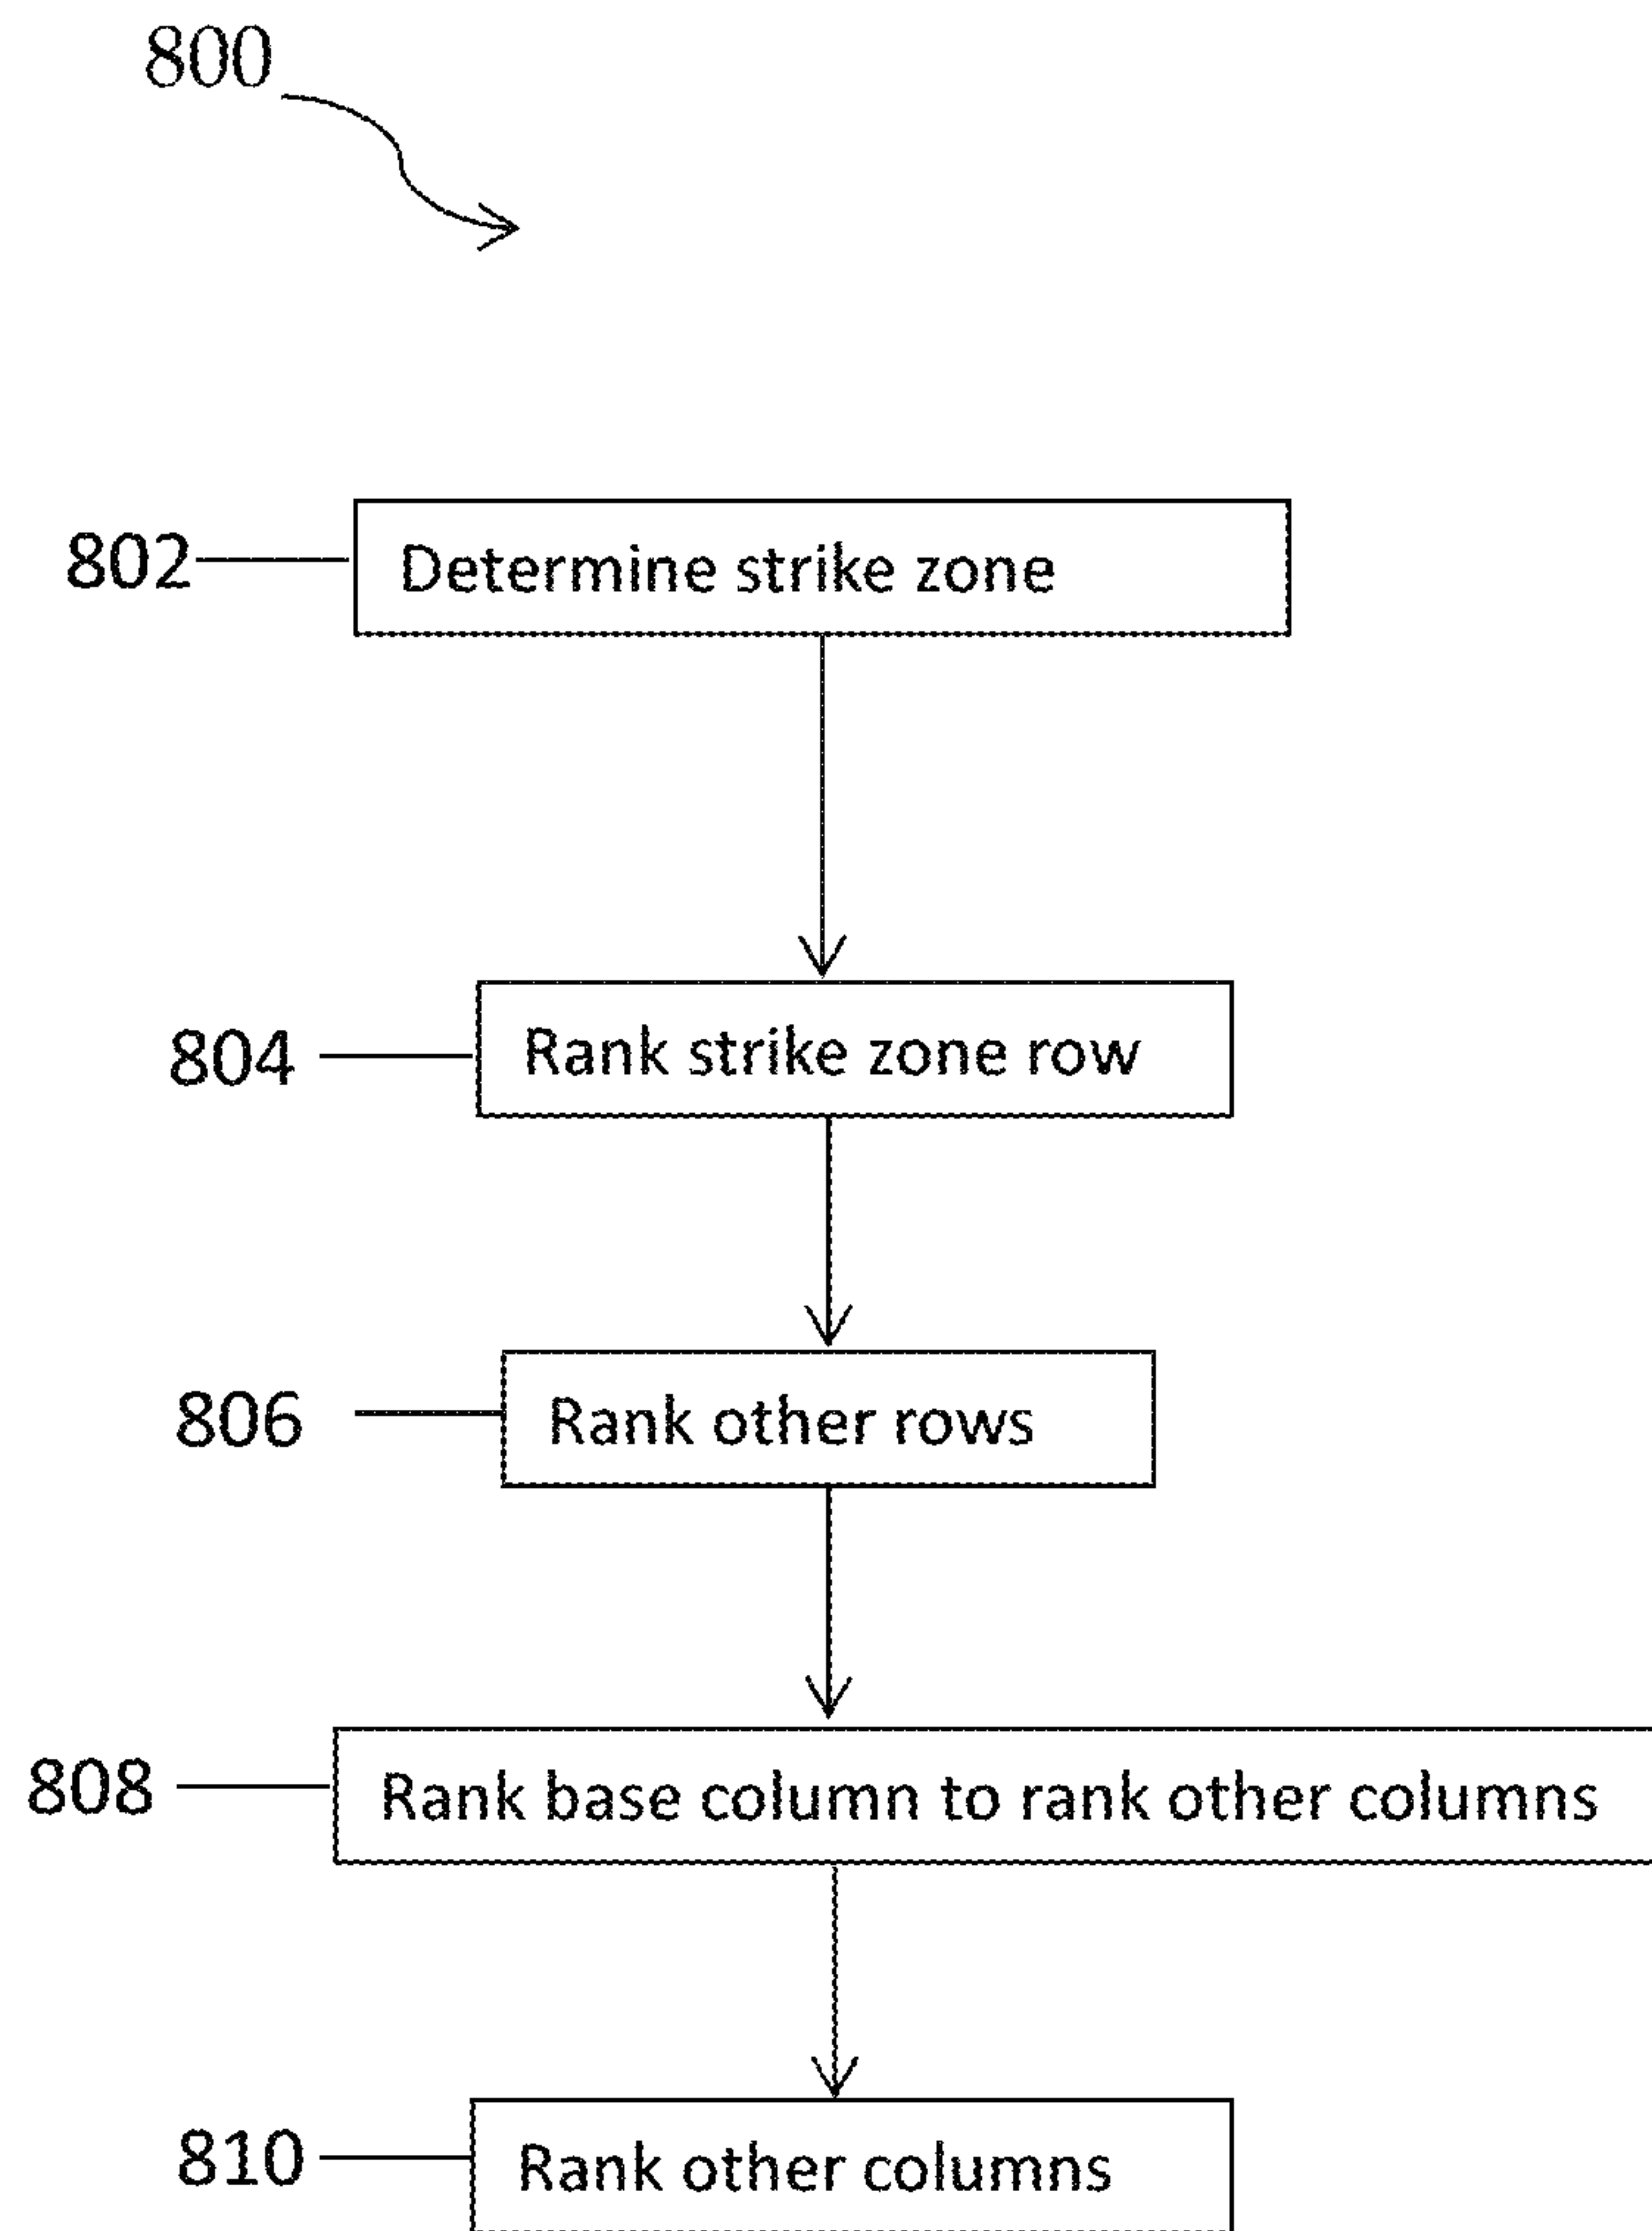 800
802 Determine strike zone
804 Rank strike zone row
806 Rank other rows
808 Rank base column to rank other columns
810 Rank other columns